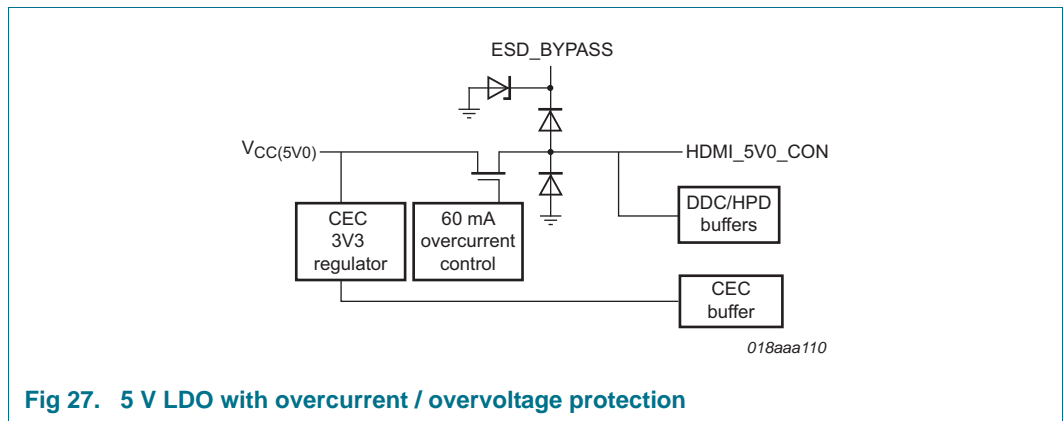 ESD_BYPASS
VCC(5V0)
HDMI_5V0_CON
CEC
3V3
regulator
60 mA
overcurrent
control
DDC/HPD
buffers
CEC
buffer
018aaa110
Fig 27. 5 V LDO with overcurrent / overvoltage protection